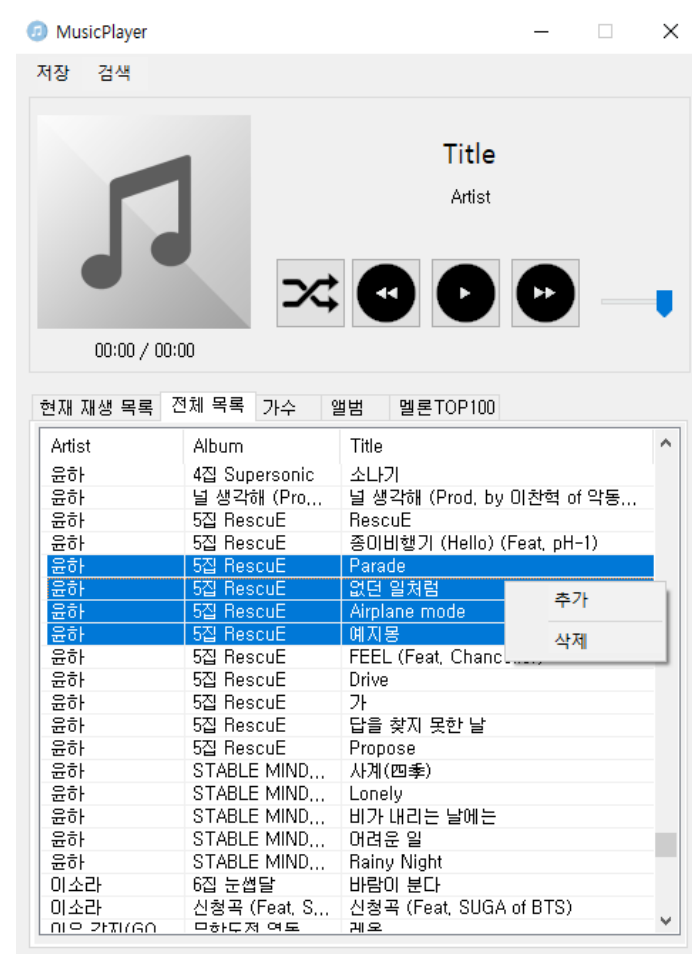 MusicPlayer
저장 검색
Title
Artist
00:00 / 00:00
현재 재생 목록 전체 목록 가수 앨범 멜론TOP100
Artist Album Title
윤하 4집 Supersonic 소나기
윤하 널 생각해 (Pro... 널 생각해 (Prod. by 이찬혁 of 악동...
윤하 5집 RescuE RescuE
윤하 5집 RescuE 종이비행기 (Hello) (Feat. pH-1)
윤하 5집 RescuE Parade
윤하 5집 RescuE 없던 일처럼
추가
윤하 5집 RescuE Airplane mode
윤하 5집 RescuE 예지몽
삭제
윤하 5집 RescuE FEEL (Feat.
윤하 5집 RescuE Drive
윤하 5집 RescuE 가
윤하 5집 RescuE 답을 찾지 못한 날
윤하 5집 RescuE Propose
윤하 STABLE MIND... 사계(四季)
윤하 STABLE MIND... Lonely
윤하 STABLE MIND... 비가 내리는 날에는
윤하 STABLE MIND... 어려운 일
윤하 STABLE MIND... Rainy Night
이소라 6집 눈썹달 바람이 분다
이소라 신청곡 (Feat. S... 신청곡 (Feat. SUGA of BTS)